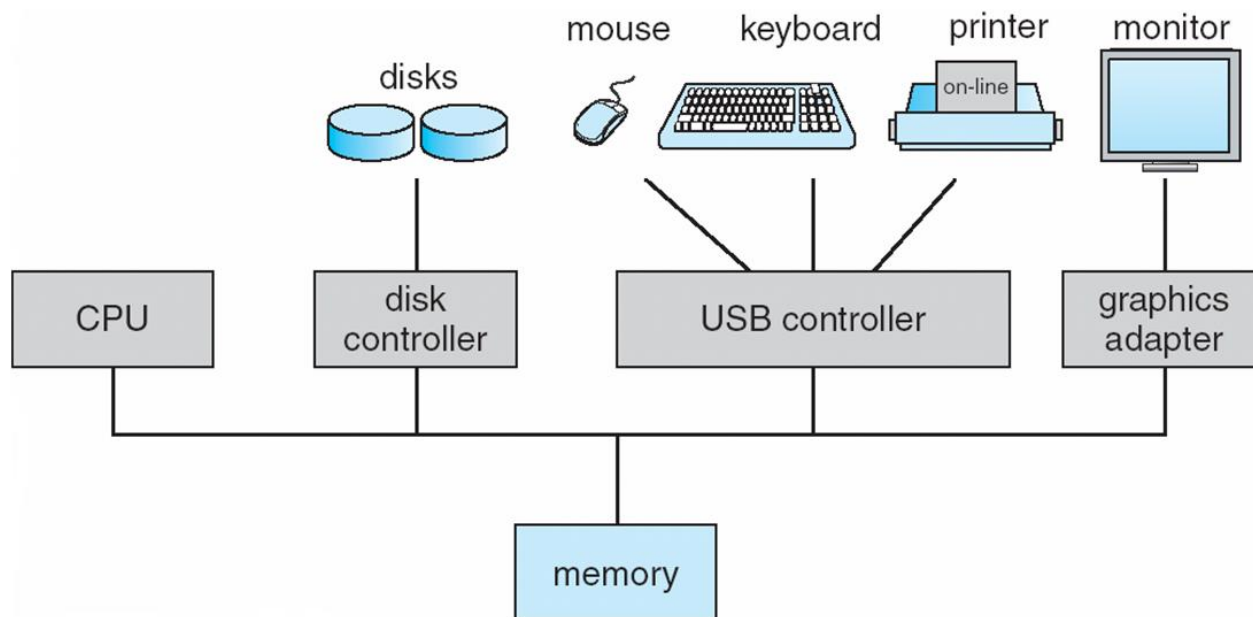 mouse
keyboard
printer
monitor
disks
on-line
CPU
disk
controller
USB controller
graphics
adapter
memory